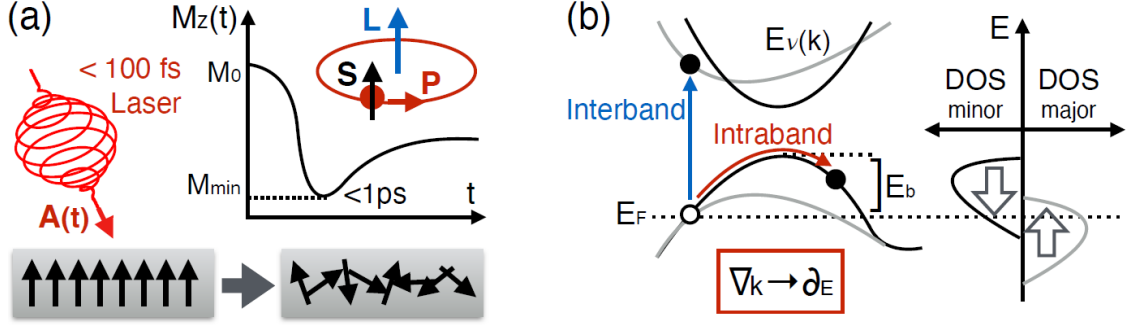 (a)
Mz(t)
L
< 100 fs
Laser
M₀
S
P
Mmin
<1ps
t
A(t)
(b)
Eν(k)
E
DOS
minor
DOS
major
Interband
Intraband
Eb
EF
∇k→∂E